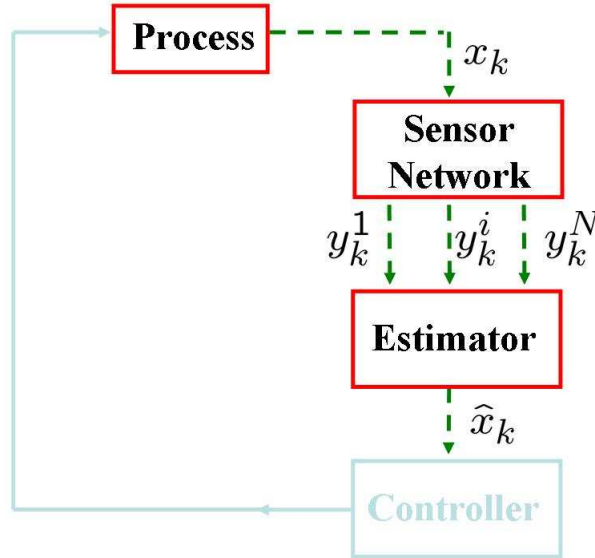 Process
x_k
Sensor
Network
y_k^1 y_k^i y_k^N
Estimator
x̂_k
Controller